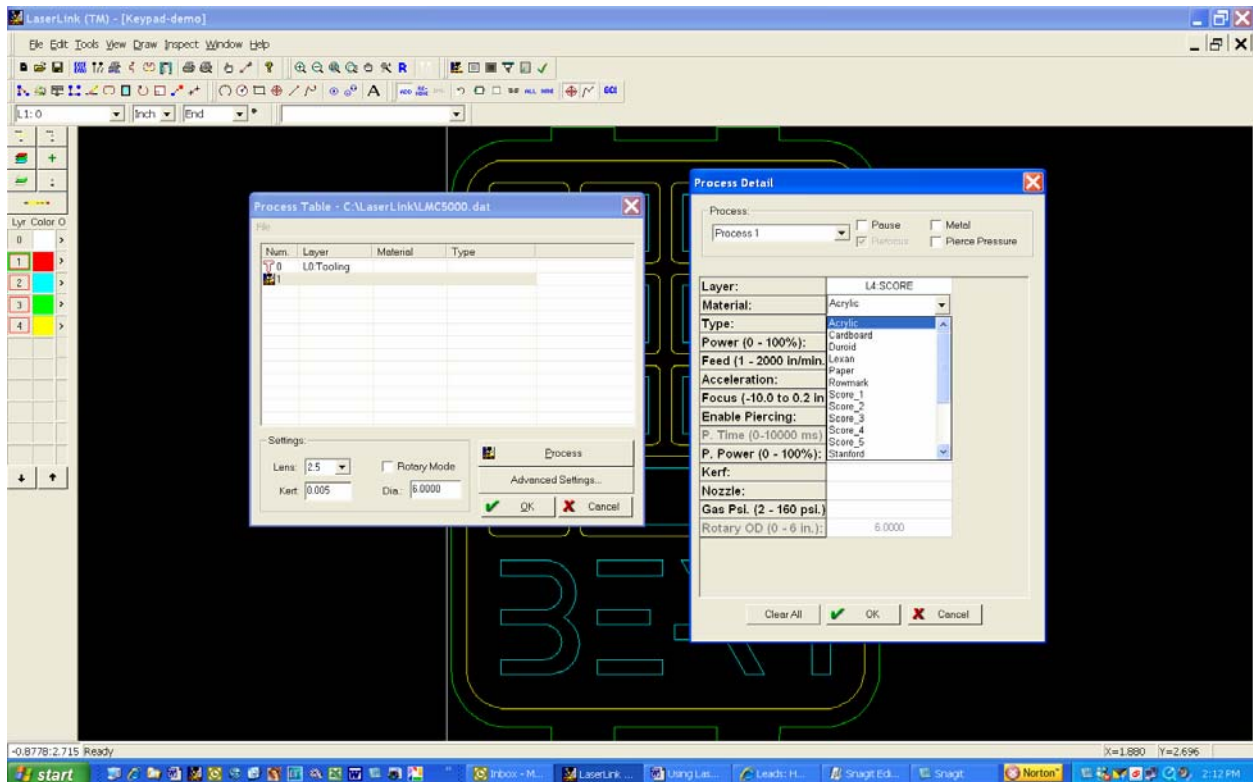 LaserLink (TM) - [Keypad-demo]
File Edit Tools View Draw Inspect Window Help
R
A
GCI
L1: 0 Inch End
Lyr Color O
0
1
2
3
4
Process Table - C:\LaserLink\LMC5000.dat
File
Num. Layer Material Type
0 L0:Tooling
1
Settings:
Lens: 2.5 Rotary Mode
Kerf: 0.005 Dia.: 6.0000
Process
Advanced Settings...
OK Cancel
Process Detail
Process:
Process 1
Pause Metal
Refocus Pierce Pressure
Layer: L4:SCORE
Material: Acrylic
Type:
Power (0 - 100%):
Feed (1 - 2000 in/min.
Acceleration:
Focus (-10.0 to 0.2 in
Enable Piercing:
P. Time (0-10000 ms)
P. Power (0 - 100%):
Kerf:
Nozzle:
Gas Psi. (2 - 160 psi.)
Rotary OD (0 - 6 in.): 6.0000
Acrylic
Cardboard
Duroid
Lexan
Paper
Rowmark
Score_1
Score_2
Score_3
Score_4
Score_5
Stanford
Clear All OK Cancel
-0.8778:2.715 Ready X=1.880 Y=2.696
start Inbox - M... LaserLink ... Using Las... Leads: H... SnagIt Edi... SnagIt Norton 2:12 PM